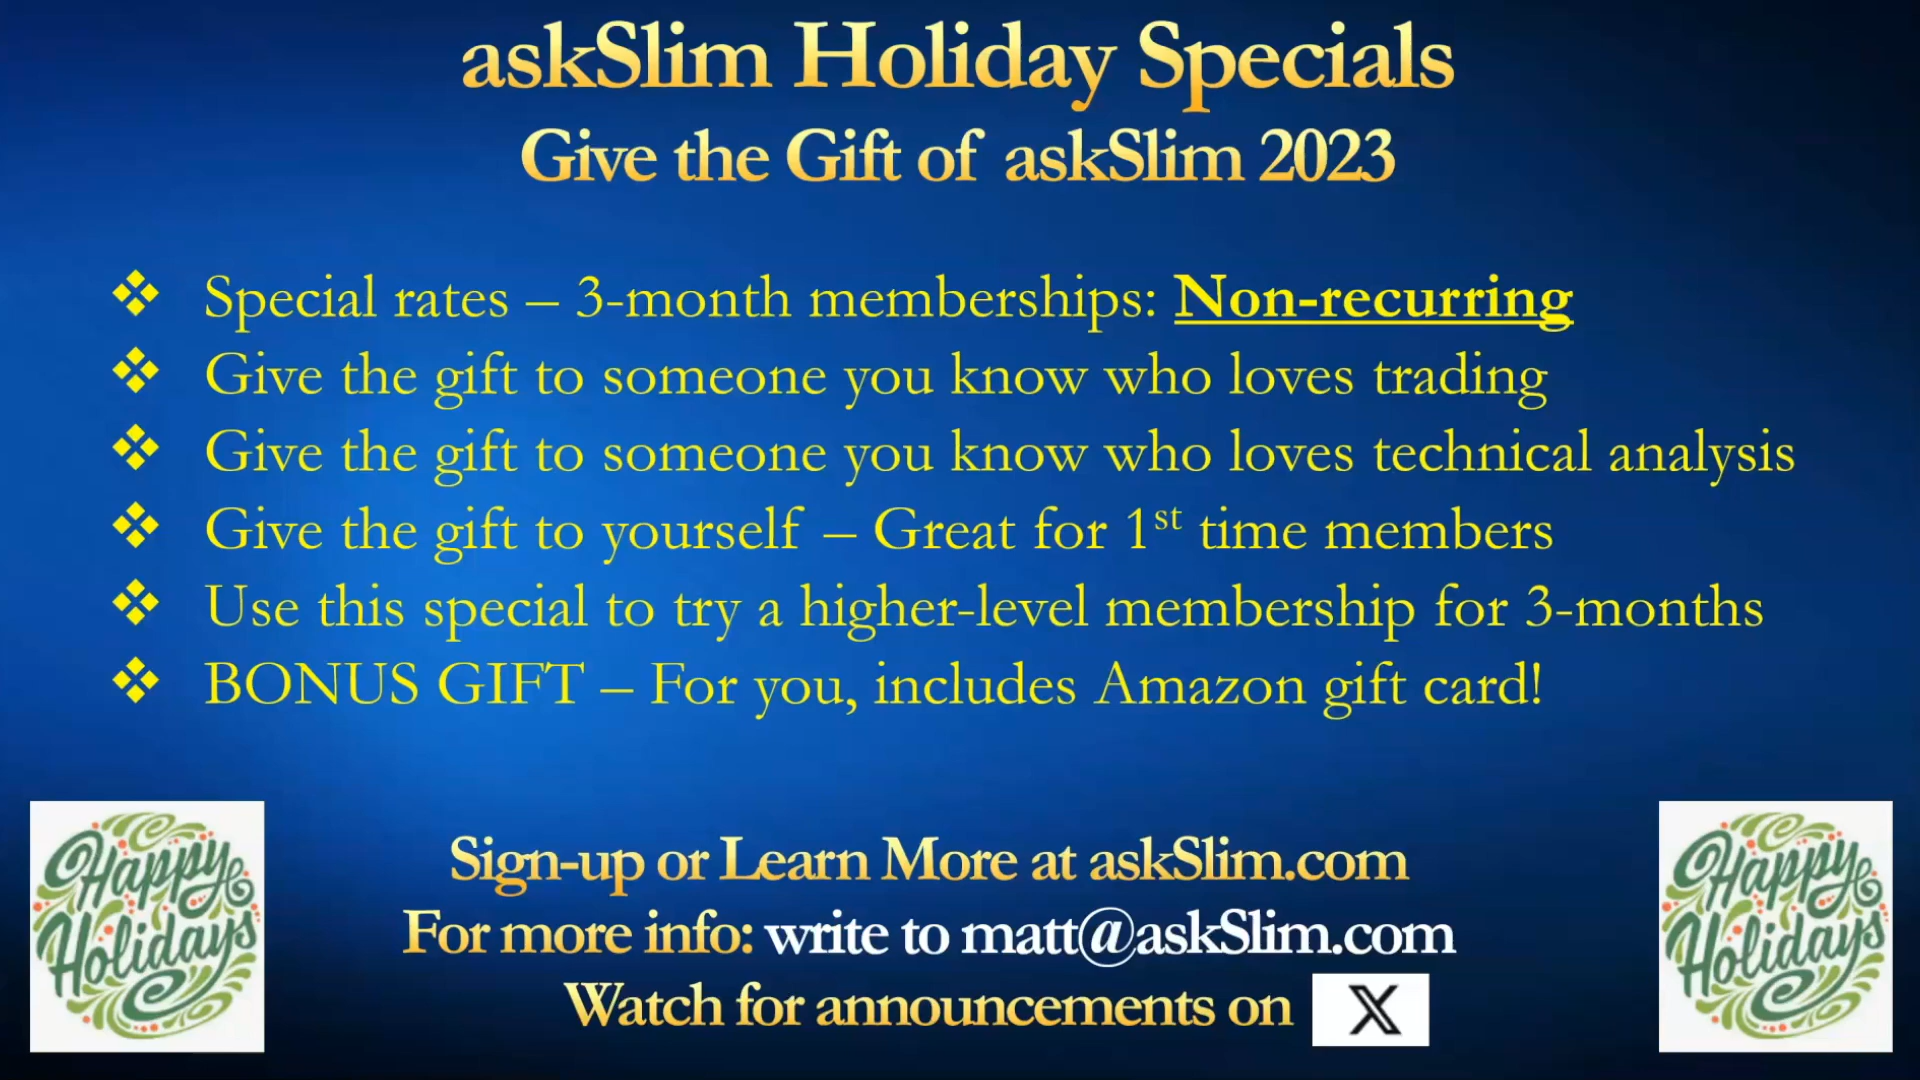 askSlim Holiday Specials
Give the Gift of askSlim 2023
❖ Special rates – 3-month memberships: Non-recurring
❖ Give the gift to someone you know who loves trading
❖ Give the gift to someone you know who loves technical analysis
❖ Give the gift to yourself – Great for 1st time members
❖ Use this special to try a higher-level membership for 3-months
❖ BONUS GIFT – For you, includes Amazon gift card!
Happy
Holidays
Sign-up or Learn More at askSlim.com
For more info: write to matt@askSlim.com
Watch for announcements on X
Happy
Holidays